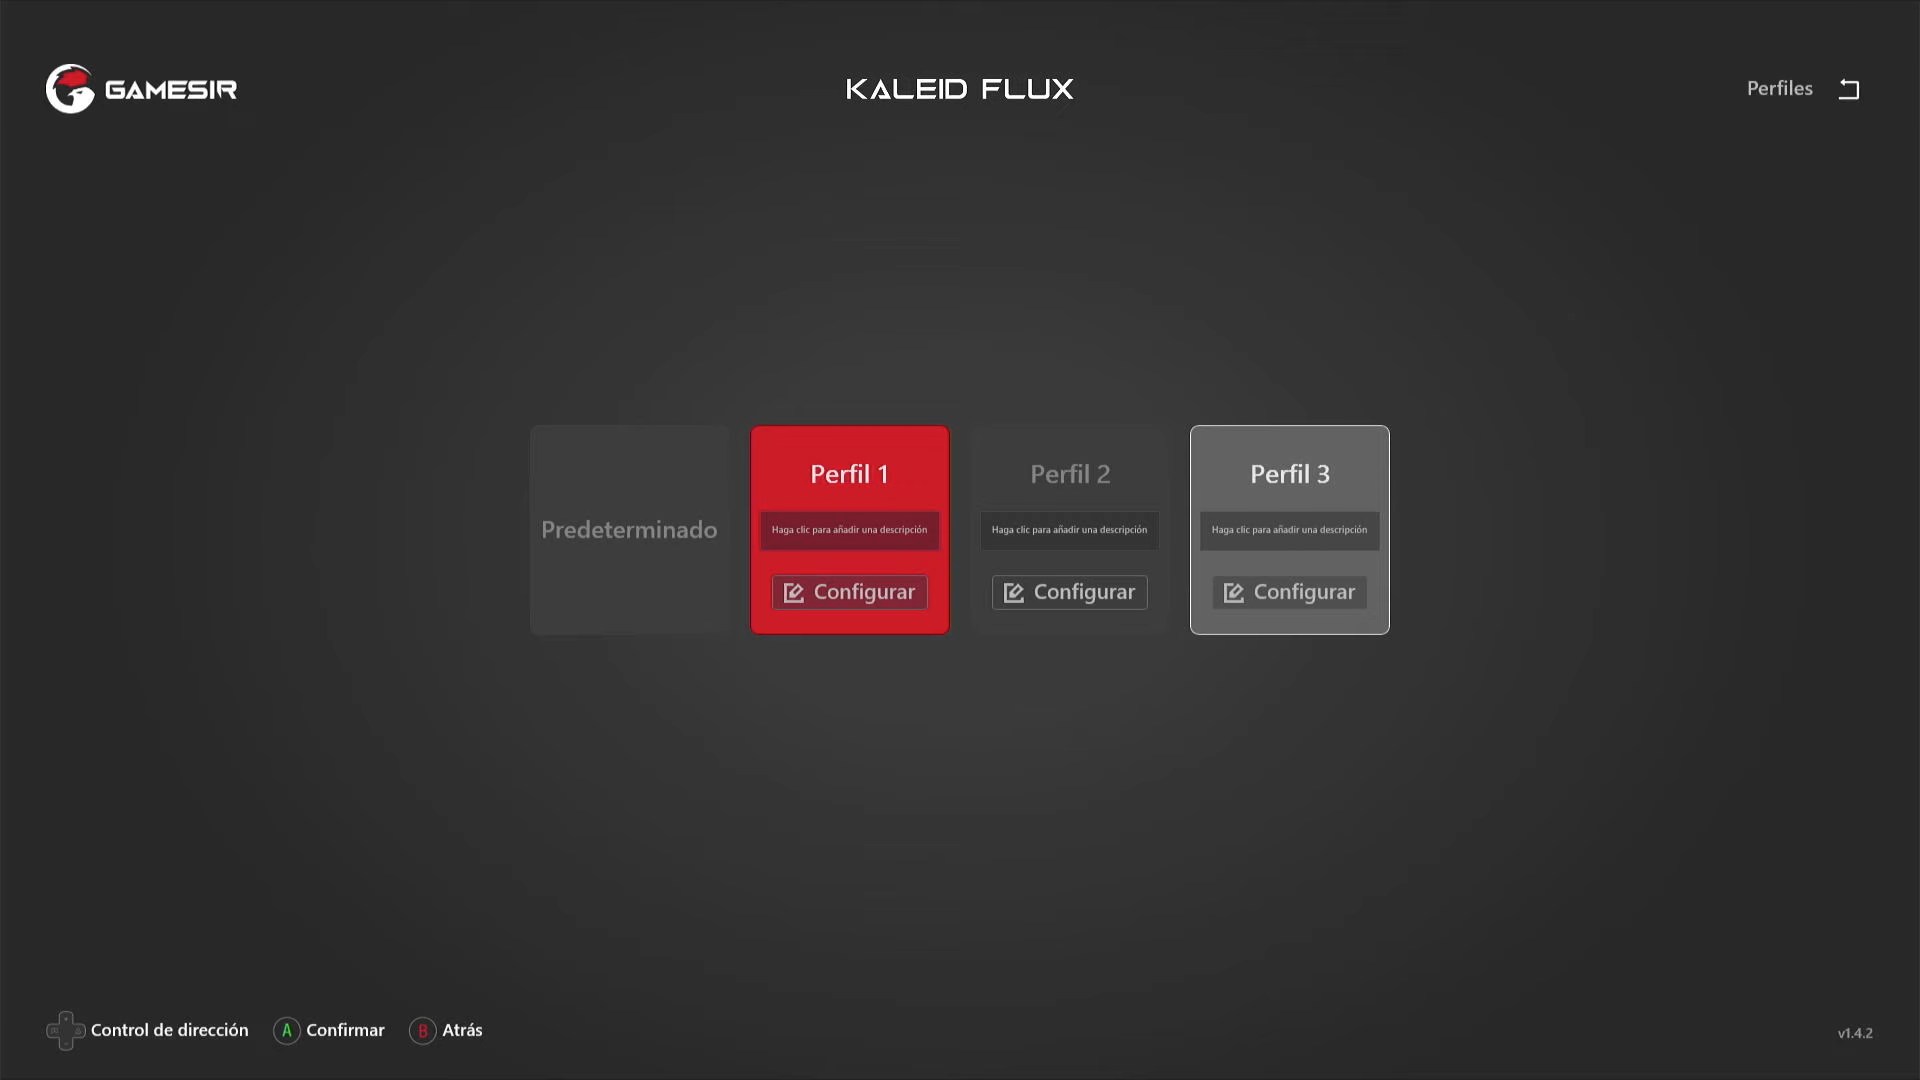 GAMESIR
KALEID FLUX
Perfiles
Predeterminado
Perfil 1
Haga clic para añadir una descripción
Configurar
Perfil 2
Haga clic para añadir una descripción
Configurar
Perfil 3
Haga clic para añadir una descripción
Configurar
Control de dirección
A Confirmar
B Atrás
v1.4.2